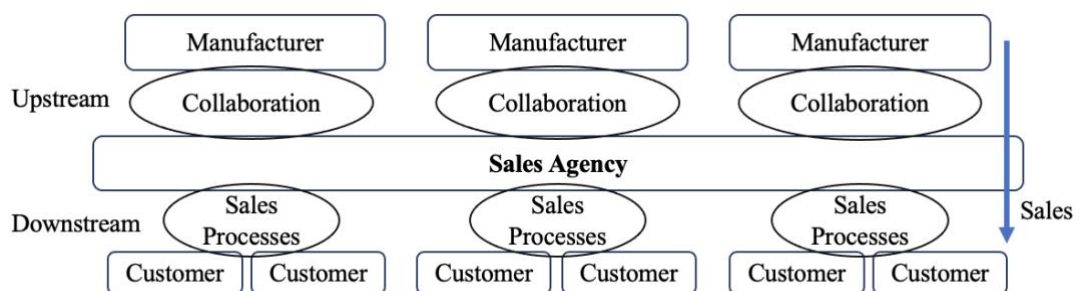 Manufacturer Manufacturer Manufacturer
Upstream Collaboration Collaboration Collaboration
Sales Agency
Downstream Sales Processes Sales Processes Sales Processes Sales
Customer Customer Customer Customer Customer Customer